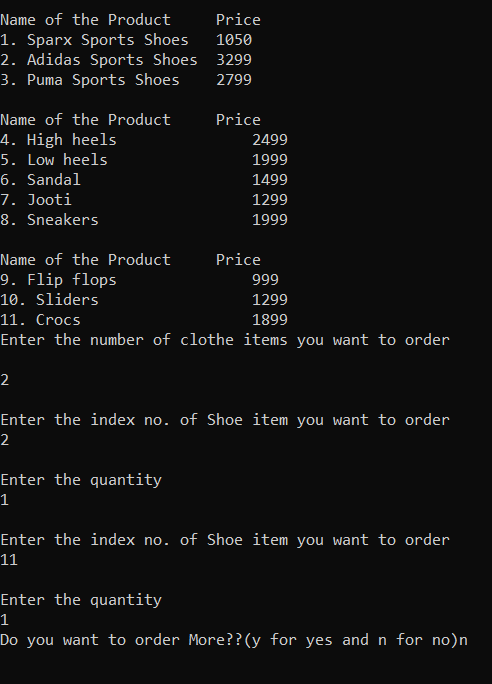 Name of the Product     Price
1. Sparx Sports Shoes   1050
2. Adidas Sports Shoes  3299
3. Puma Sports Shoes    2799

Name of the Product     Price
4. High heels               2499
5. Low heels                1999
6. Sandal                   1499
7. Jooti                    1299
8. Sneakers                 1999

Name of the Product     Price
9. Flip flops               999
10. Sliders                 1299
11. Crocs                   1899
Enter the number of clothe items you want to order

2

Enter the index no. of Shoe item you want to order
2

Enter the quantity
1

Enter the index no. of Shoe item you want to order
11

Enter the quantity
1
Do you want to order More??(y for yes and n for no)n